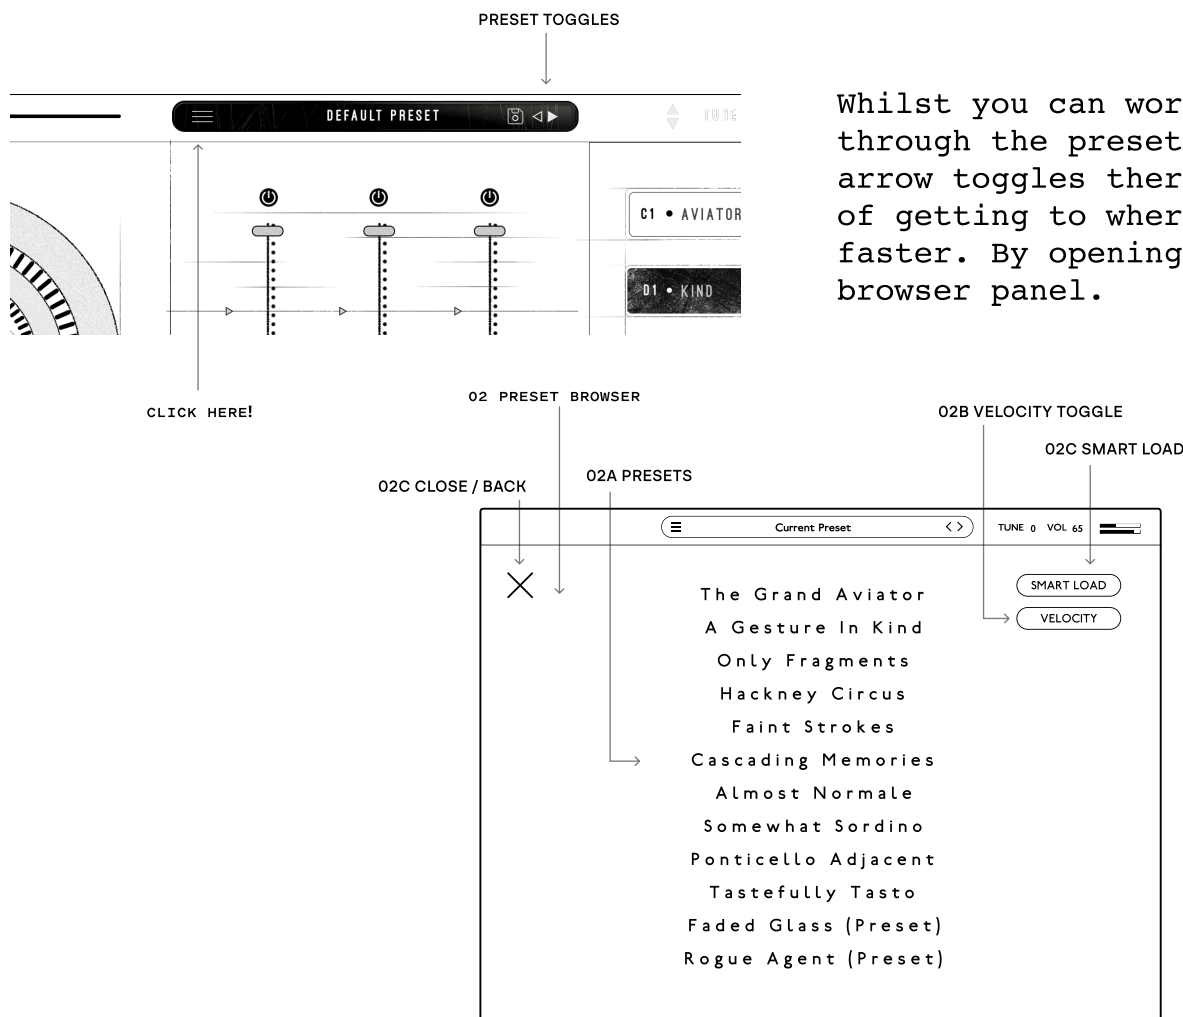 PRESET TOGGLES
DEFAULT PRESET
TUNE
C1 • AVIATOR
D1 • KIND
Whilst you can wor
through the preset
arrow toggles ther
of getting to wher
faster. By opening
browser panel.
CLICK HERE!
02 PRESET BROWSER
02B VELOCITY TOGGLE
02C SMART LOAD
02A PRESETS
02C CLOSE / BACK
Current Preset
TUNE 0 VOL 65
SMART LOAD
VELOCITY
The Grand Aviator
A Gesture In Kind
Only Fragments
Hackney Circus
Faint Strokes
Cascading Memories
Almost Normale
Somewhat Sordino
Ponticello Adjacent
Tastefully Tasto
Faded Glass (Preset)
Rogue Agent (Preset)